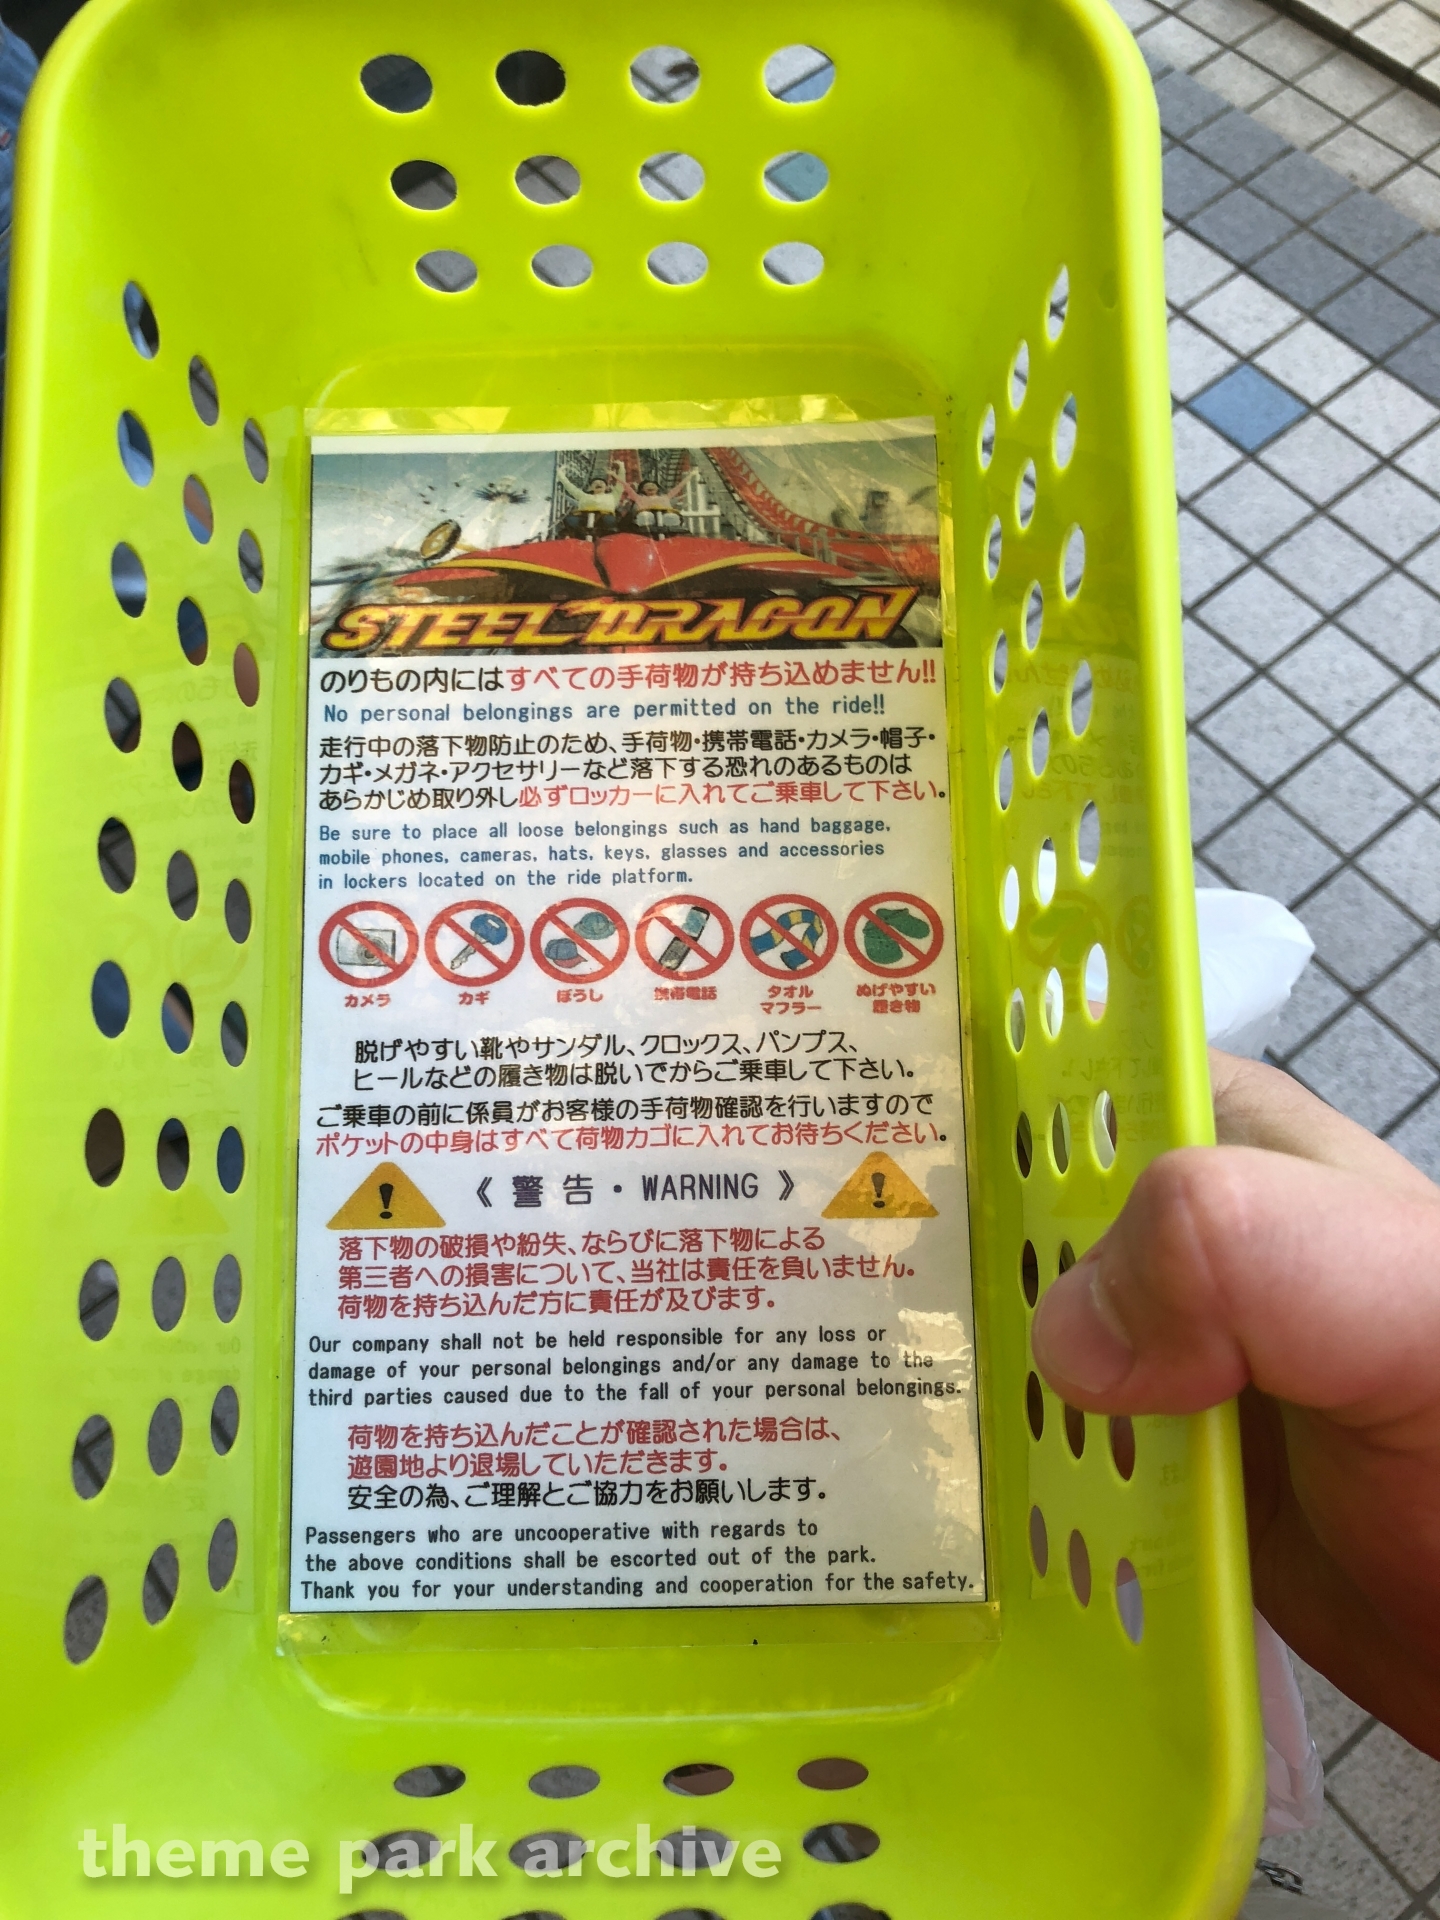 STEEL DRAGON
のりもの内にはすべての手荷物が持ち込めません!!
No personal belongings are permitted on the ride!!
走行中の落下物防止のため、手荷物・携帯電話・カメラ・帽子・
カギ・メガネ・アクセサリーなど落下する恐れのあるものは
あらかじめ取り外し必ずロッカーに入れてご乗車して下さい。
Be sure to place all loose belongings such as hand baggage,
mobile phones, cameras, hats, keys, glasses and accessories
in lockers located on the ride platform.
カメラ カギ ぼうし 携帯電話 タオル マフラー ぬげやすい 履き物
脱げやすい靴やサンダル、クロックス、パンプス、
ヒールなどの履き物は脱いでからご乗車して下さい。
ご乗車の前に係員がお客様の手荷物確認を行いますので
ポケットの中身はすべて荷物カゴに入れてお待ちください。
《 警 告 ・ WARNING 》
落下物の破損や紛失、ならびに落下物による
第三者への損害について、当社は責任を負いません。
荷物を持ち込んだ方に責任が及びます。
Our company shall not be held responsible for any loss or
damage of your personal belongings and/or any damage to the
third parties caused due to the fall of your personal belongings.
荷物を持ち込んだことが確認された場合は、
遊園地より退場していただきます。
安全の為、ご理解とご協力をお願いします。
Passengers who are uncooperative with regards to
the above conditions shall be escorted out of the park.
Thank you for your understanding and cooperation for the safety.
theme park archive